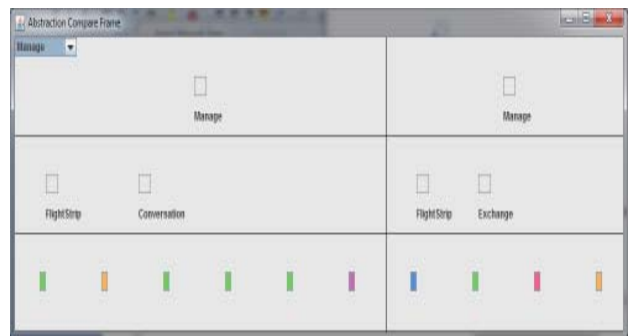 Abstraction Compare Frame
Manage
Manage Manage
FlightStrip Conversation FlightStrip Exchange